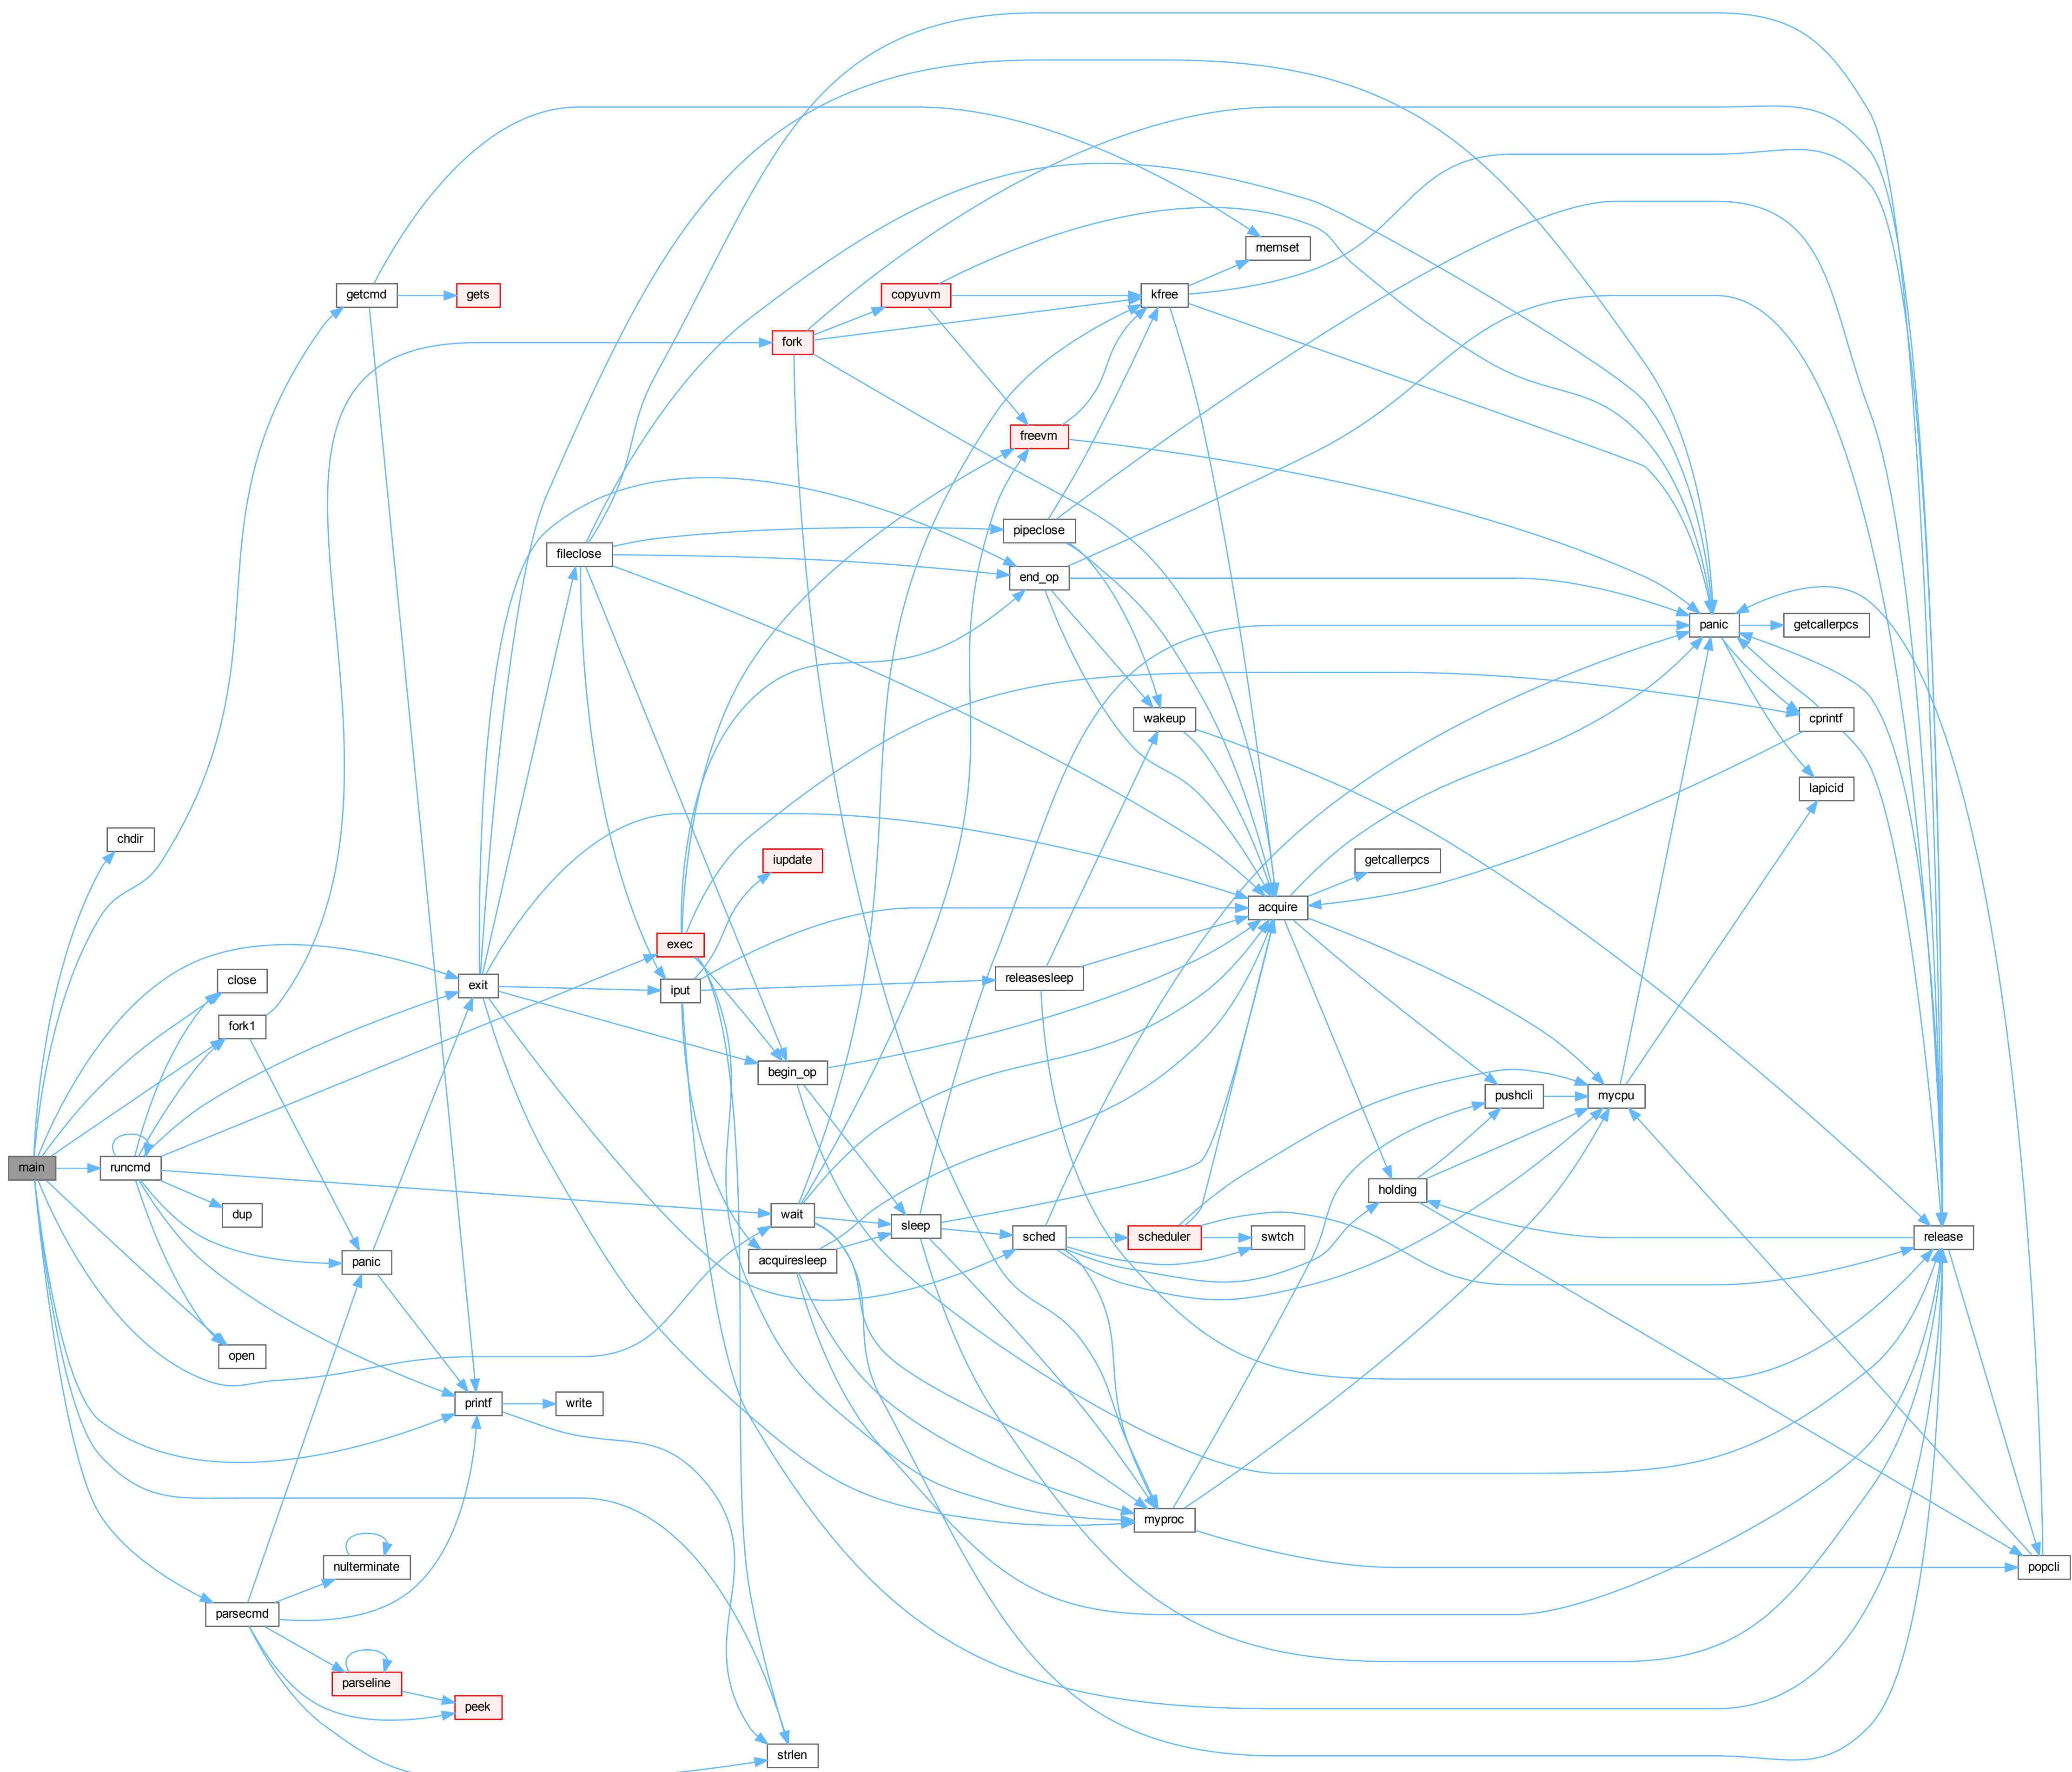 memset
getcmd
gets
copyuvm
kfree
fork
freevm
pipeclose
fileclose
end_op
panic
getcallerpcs
wakeup
cprintf
lapicid
chdir
iupdate
getcallerpcs
acquire
exec
close
exit
iput
releasesleep
fork1
begin_op
pushcli
mycpu
main
runcmd
holding
dup
wait
sleep
sched
scheduler
swtch
release
panic
acquiresleep
open
printf
write
myproc
nulterminate
popcli
parsecmd
parseline
peek
strlen